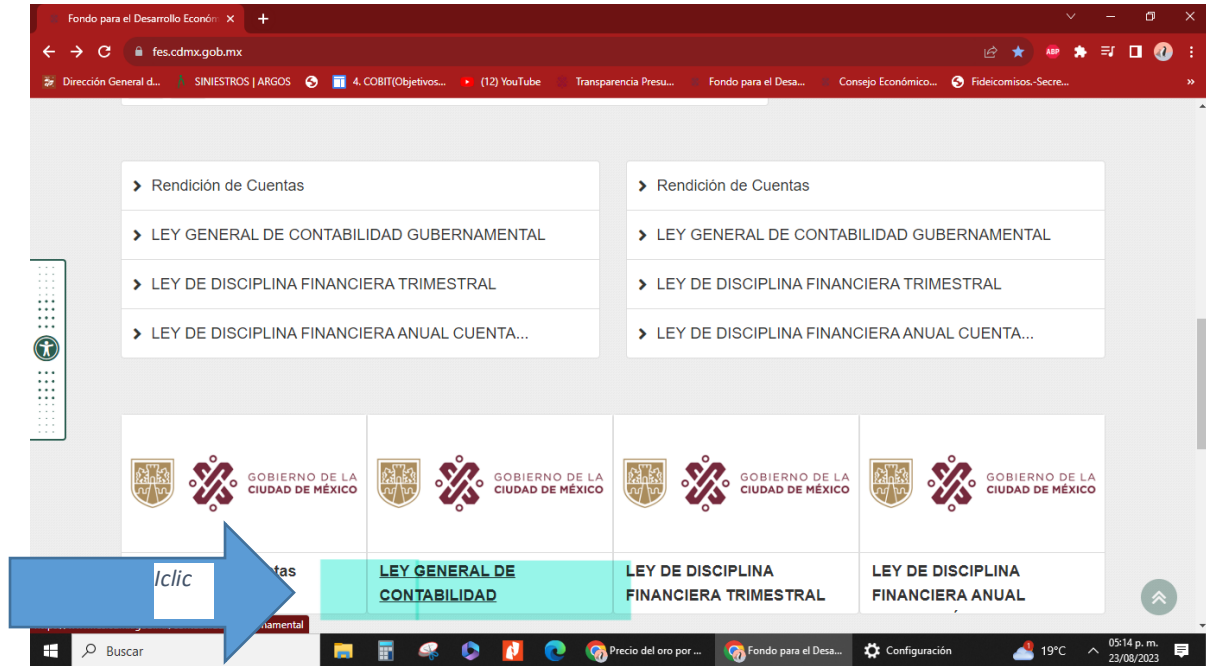 Fondo para el Desarrollo Económ
fes.cdmx.gob.mx
ABP
Dirección General d...
SINIESTROS | ARGOS
4. COBIT(Objetivos...
(12) YouTube
Transparencia Presu...
Fondo para el Desa...
Consejo Económico...
Fideicomisos.-Secre...
»
Rendición de Cuentas
LEY GENERAL DE CONTABILIDAD GUBERNAMENTAL
LEY DE DISCIPLINA FINANCIERA TRIMESTRAL
LEY DE DISCIPLINA FINANCIERA ANUAL CUENTA...
Rendición de Cuentas
LEY GENERAL DE CONTABILIDAD GUBERNAMENTAL
LEY DE DISCIPLINA FINANCIERA TRIMESTRAL
LEY DE DISCIPLINA FINANCIERA ANUAL CUENTA...
GOBIERNO DE LA
CIUDAD DE MÉXICO
GOBIERNO DE LA
CIUDAD DE MÉXICO
GOBIERNO DE LA
CIUDAD DE MÉXICO
GOBIERNO DE LA
CIUDAD DE MÉXICO
Iclic
tas
LEY GENERAL DE
CONTABILIDAD
LEY DE DISCIPLINA
FINANCIERA TRIMESTRAL
LEY DE DISCIPLINA
FINANCIERA ANUAL
namental
Buscar
Precio del oro por ...
Fondo para el Desa...
Configuración
19°C
05:14 p. m.
23/08/2023